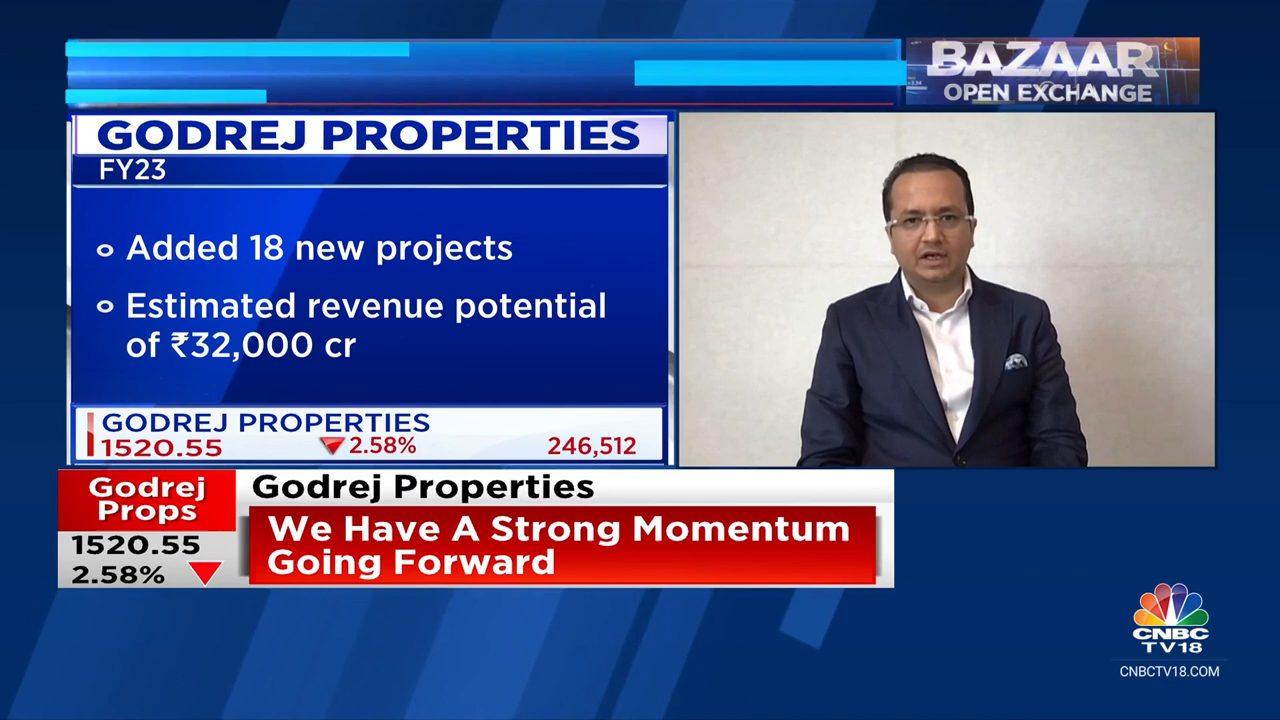 BAZAAR
OPEN EXCHANGE
GODREJ PROPERTIES
FY23
Added 18 new projects
Estimated revenue potential
of ₹32,000 cr
GODREJ PROPERTIES
1520.55 2.58% 246,512
Godrej
Props
1520.55
2.58%
Godrej Properties
We Have A Strong Momentum
Going Forward
CNBC
TV18
CNBCTV18.COM